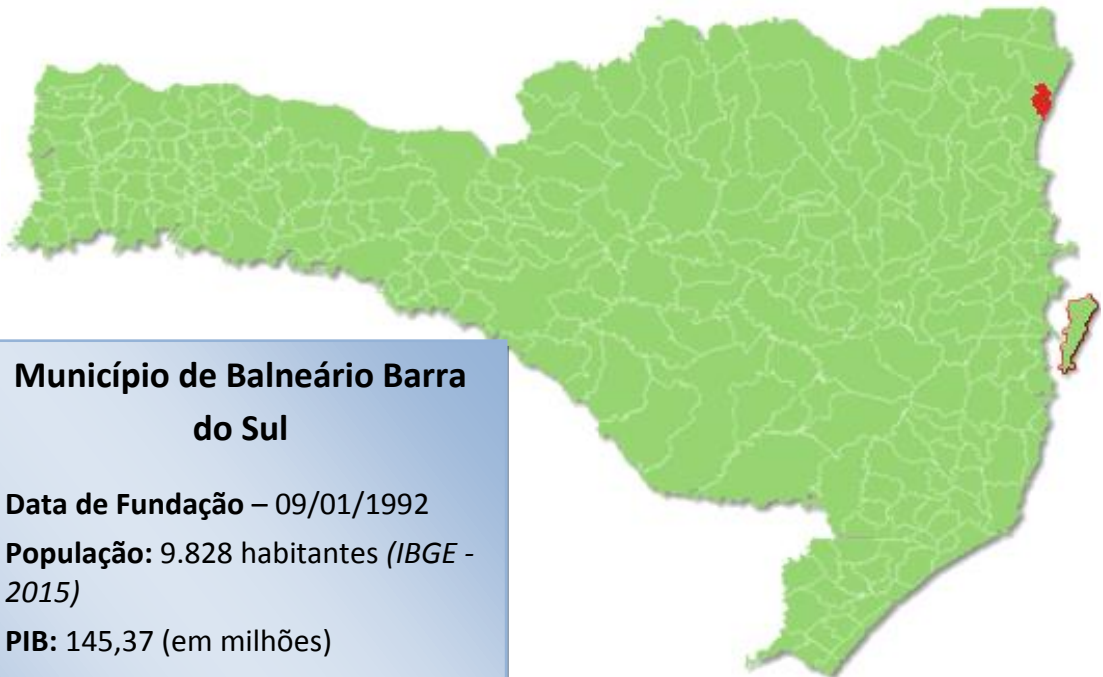 Município de Balneário Barra
do Sul
Data de Fundação – 09/01/1992
População: 9.828 habitantes (IBGE -
2015)
PIB: 145,37 (em milhões)